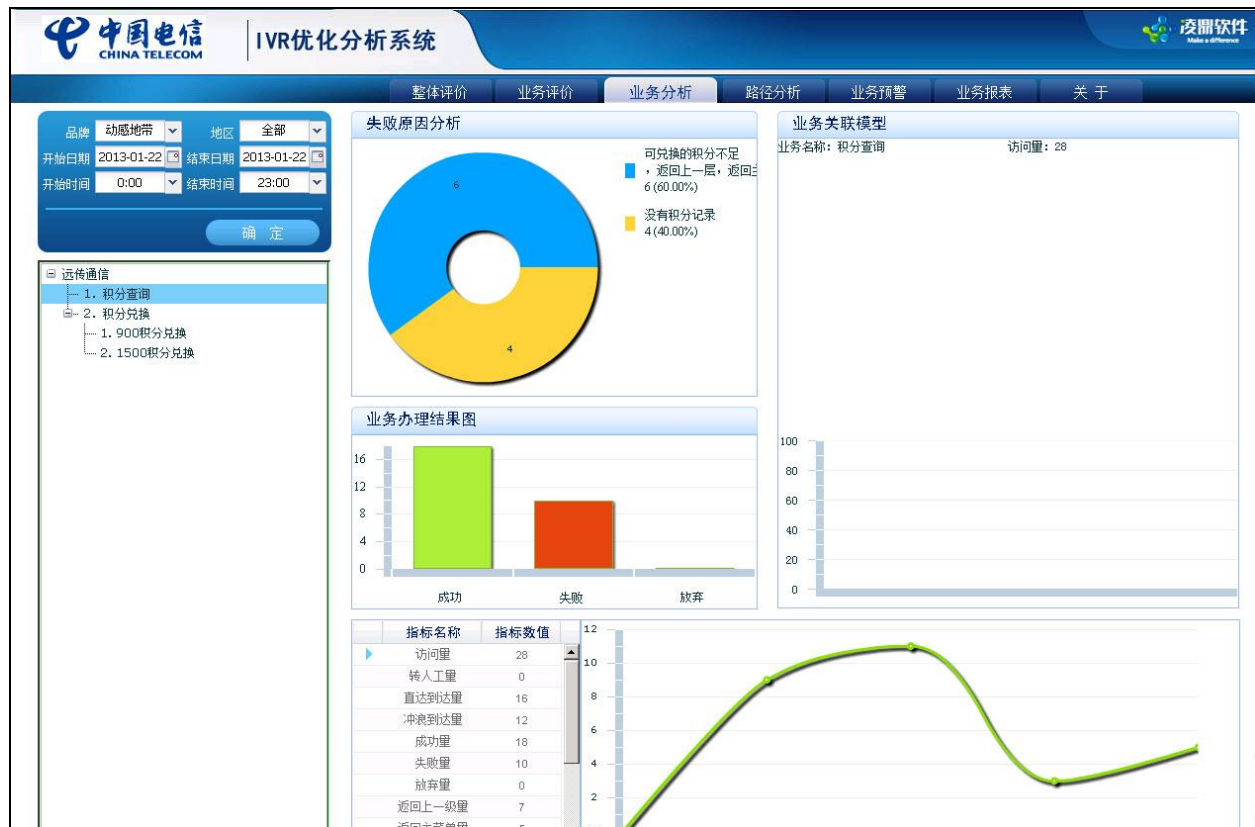 中国电信
CHINA TELECOM
IVR优化分析系统
凌鼎软件
Make a difference
整体评价 业务评价 业务分析 路径分析 业务预警 业务报表 关 于
品牌 动感地带 地区 全部
开始日期 2013-01-22 结束日期 2013-01-22
开始时间 0:00 结束时间 23:00
确 定
远传通信
1. 积分查询
2. 积分兑换
1. 900积分兑换
2. 1500积分兑换
失败原因分析
6
4
可兑换的积分不足
，返回上一层，返回主
6 (60.00%)
没有积分记录
4 (40.00%)
业务关联模型
业务名称：积分查询 访问量：28
100
80
60
40
20
0
业务办理结果图
16
12
8
4
0
成功 失败 放弃
指标名称 指标数值
访问量 28
转人工量 0
直达到达量 16
冲浪到达量 12
成功量 18
失败量 10
放弃量 0
返回上一级量 7
返回主菜单量 5
12
10
8
6
4
2